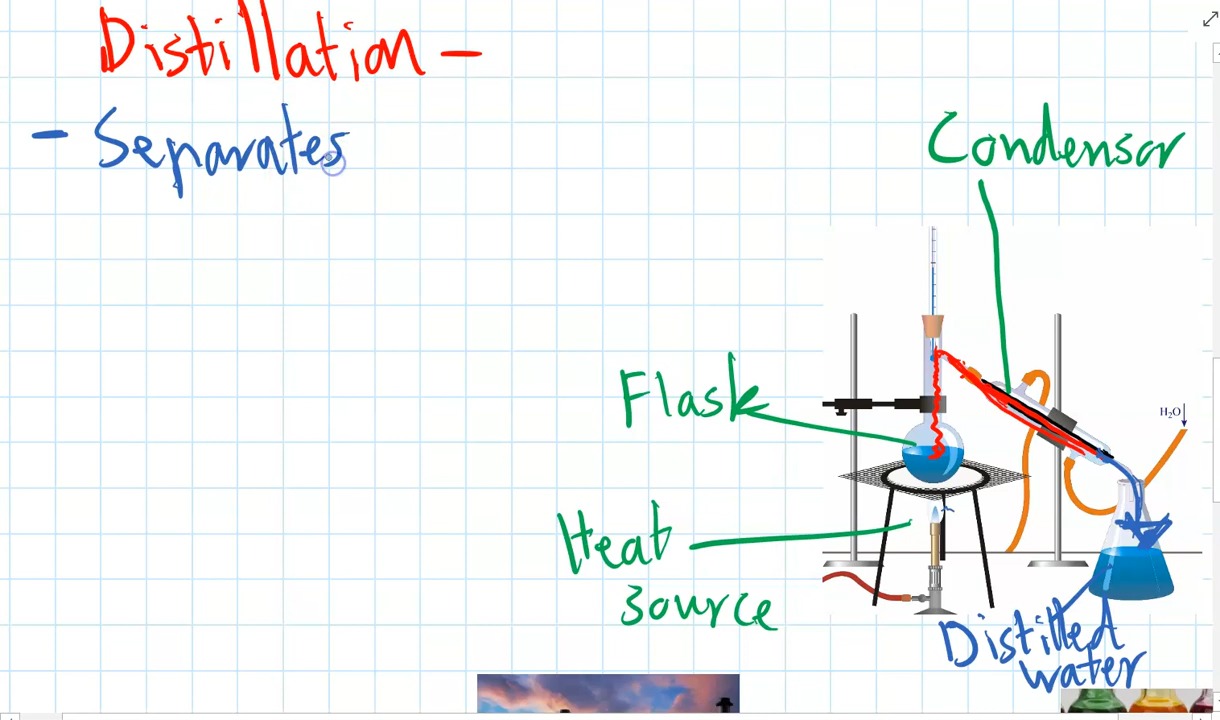 Distillation -
- Separates
Condensor
Flask
H₂O
Heat
source
Distilled
water